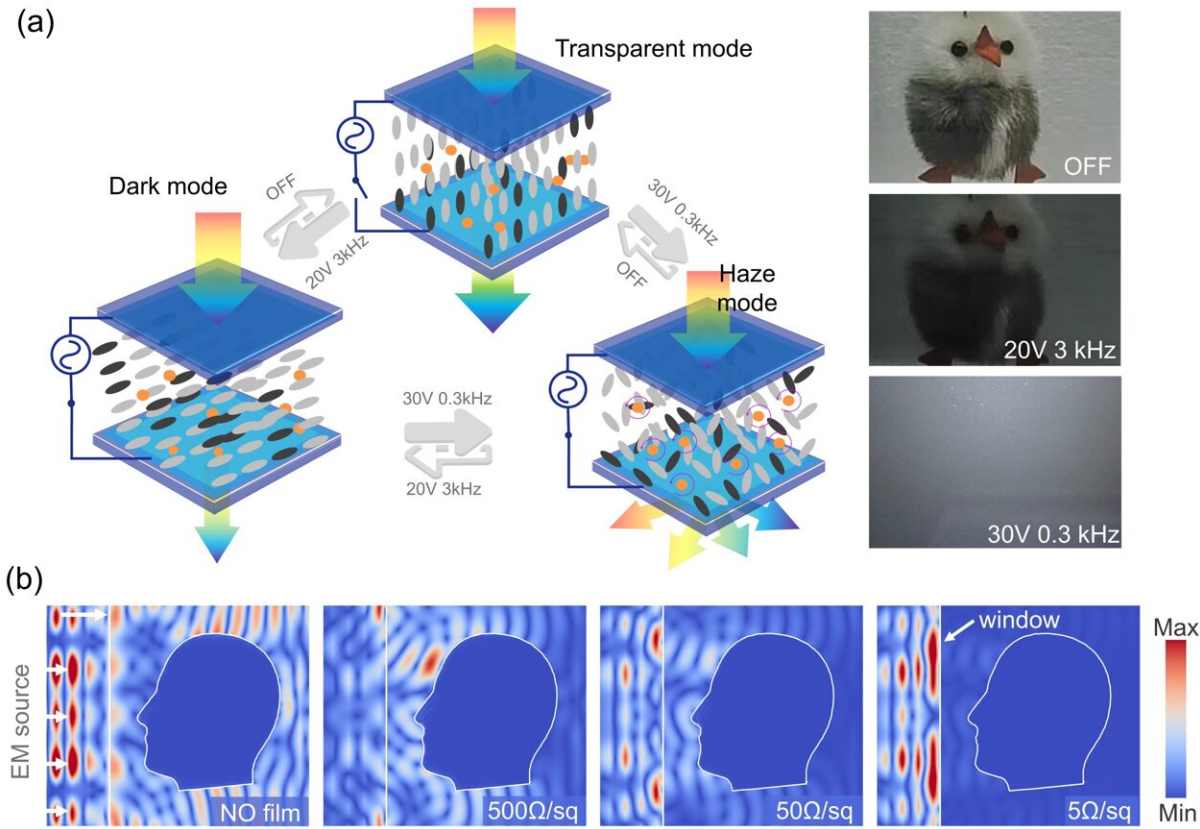 (a)
Transparent mode
OFF
Dark mode
OFF
20V 3kHz
30V 0.3kHz
OFF
Haze
mode
20V 3 kHz
30V 0.3kHz
20V 3kHz
30V 0.3 kHz
(b)
EM source
NO film
500Ω/sq
50Ω/sq
window
5Ω/sq
Max
Min